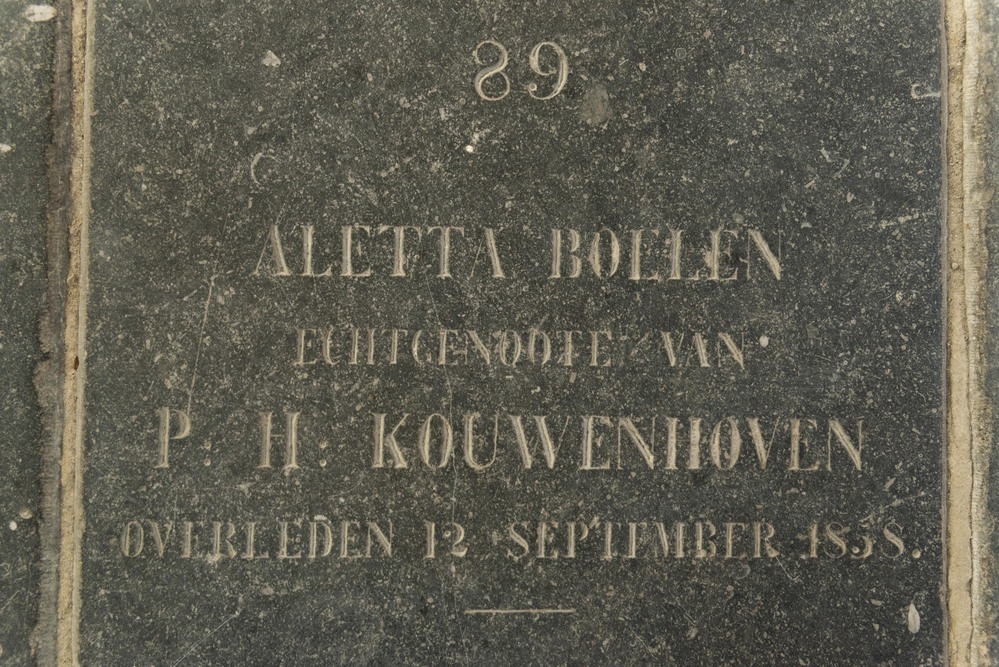 89
ALETTA BOLLEN
ECHTGENOOTE VAN
P. H. KOUWENHOVEN
OVERLEDEN 12 SEPTEMBER 1858.